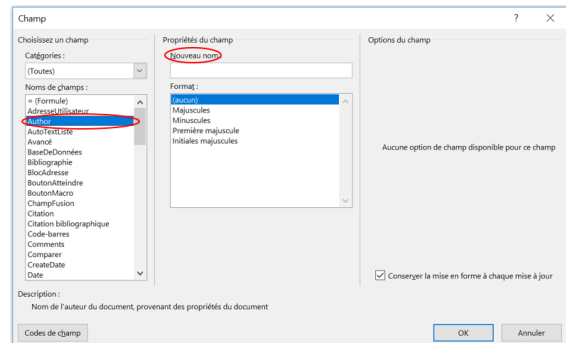 Champ
?
Choisissez un champ
Catégories :
(Toutes)
Noms de champs :
= (Formule)
AdresseUtilisateur
Author
AutoTextListe
Avancé
BaseDeDonnées
Bibliographie
BlocAdresse
BoutonAtteindre
BoutonMacro
ChampFusion
Citation
Citation bibliographique
Code-barres
Comments
Comparer
CreateDate
Date
Propriétés du champ
Nouveau nom
Format :
(aucun)
Majuscules
Minuscules
Première majuscule
Initiales majuscules
Options du champ
Aucune option de champ disponible pour ce champ
Conserver la mise en forme à chaque mise à jour
Description :
Nom de l'auteur du document, provenant des propriétés du document
Codes de champ
OK
Annuler